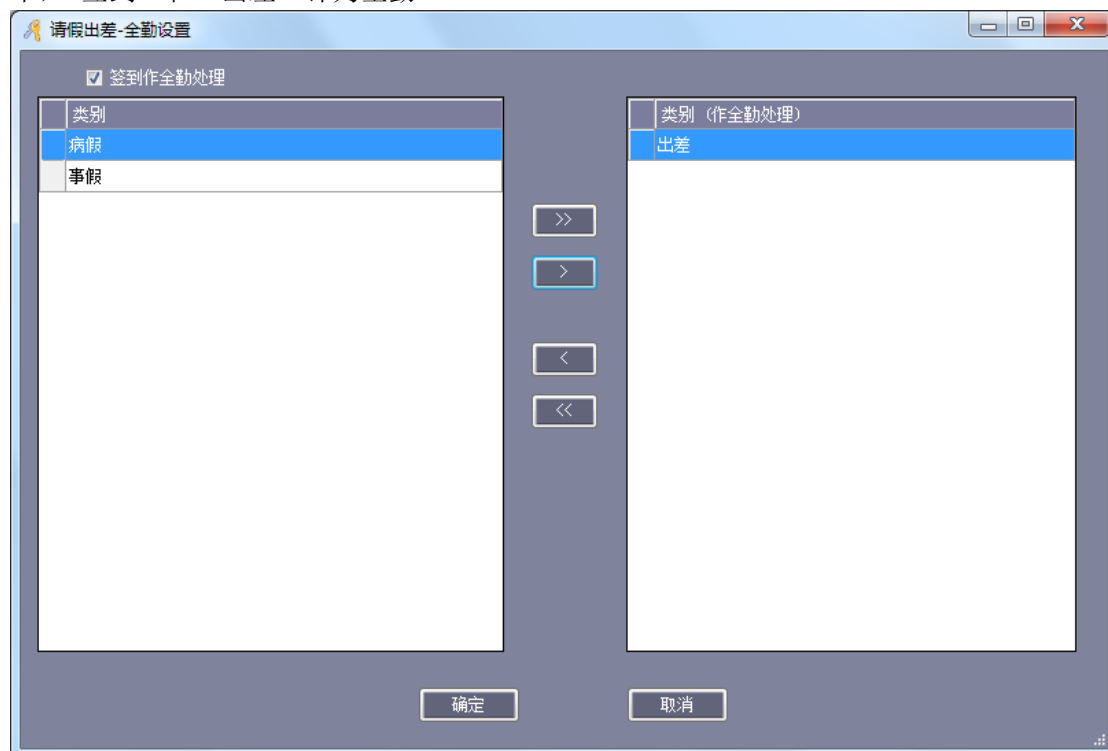 请假出差-全勤设置
签到作全勤处理
类别
病假
事假
类别（作全勤处理）
出差
>>
>
<
<<
确定
取消